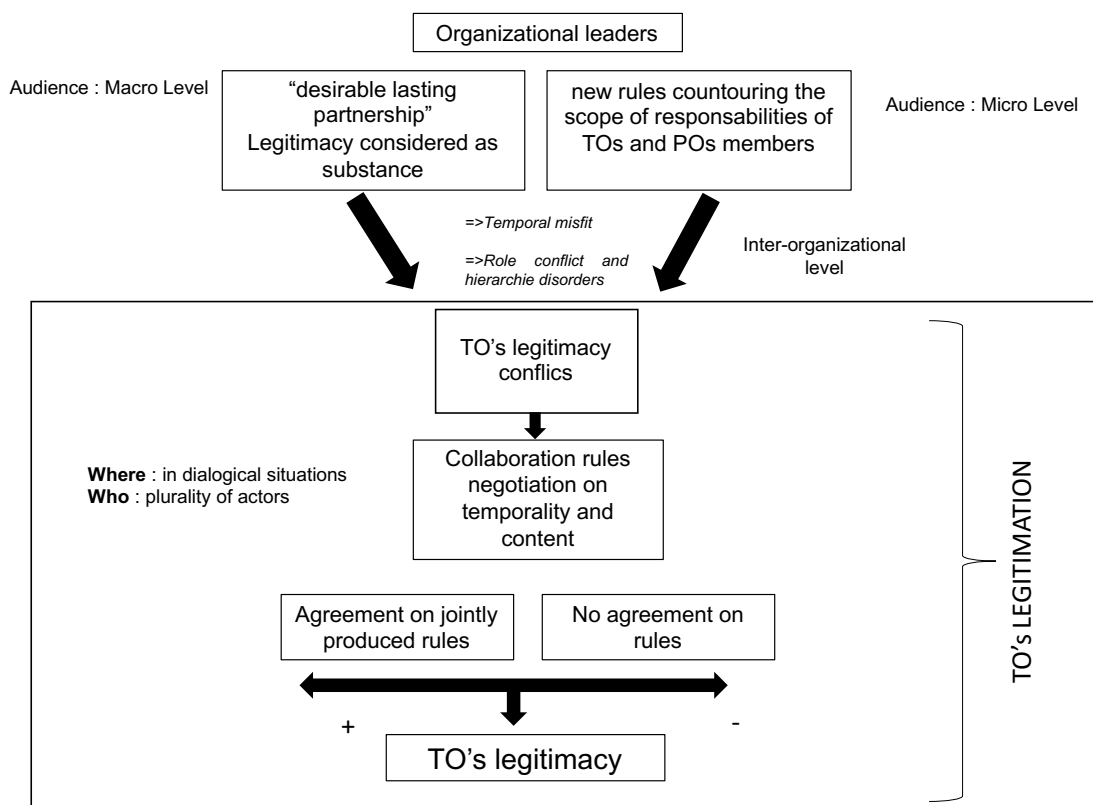 Organizational leaders
Audience : Macro Level
“desirable lasting
partnership”
Legitimacy considered as
substance
new rules countouring the
scope of responsabilities of
TOs and POs members
Audience : Micro Level
=>Temporal misfit
=>Role conflict and
hierarchie disorders
Inter-organizational
level
TO’s legitimacy
conflics
Where : in dialogical situations
Who : plurality of actors
Collaboration rules
negotiation on
temporality and
content
Agreement on jointly
produced rules
No agreement on
rules
+
-
TO’s legitimacy
TO’s LEGITIMATION